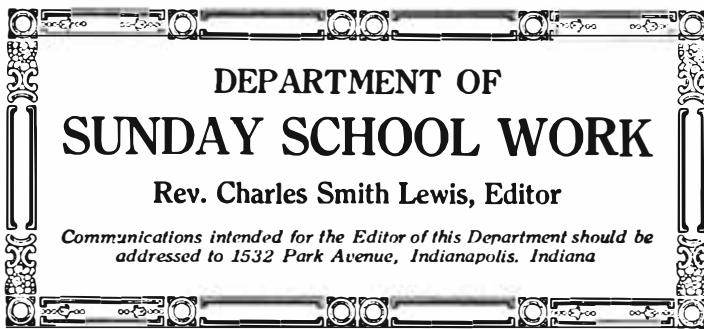 DEPARTMENT OF
SUNDAY SCHOOL WORK
Rev. Charles Smith Lewis, Editor
Communications intended for the Editor of this Department should be
addressed to 1532 Park Avenue, Indianapolis. Indiana